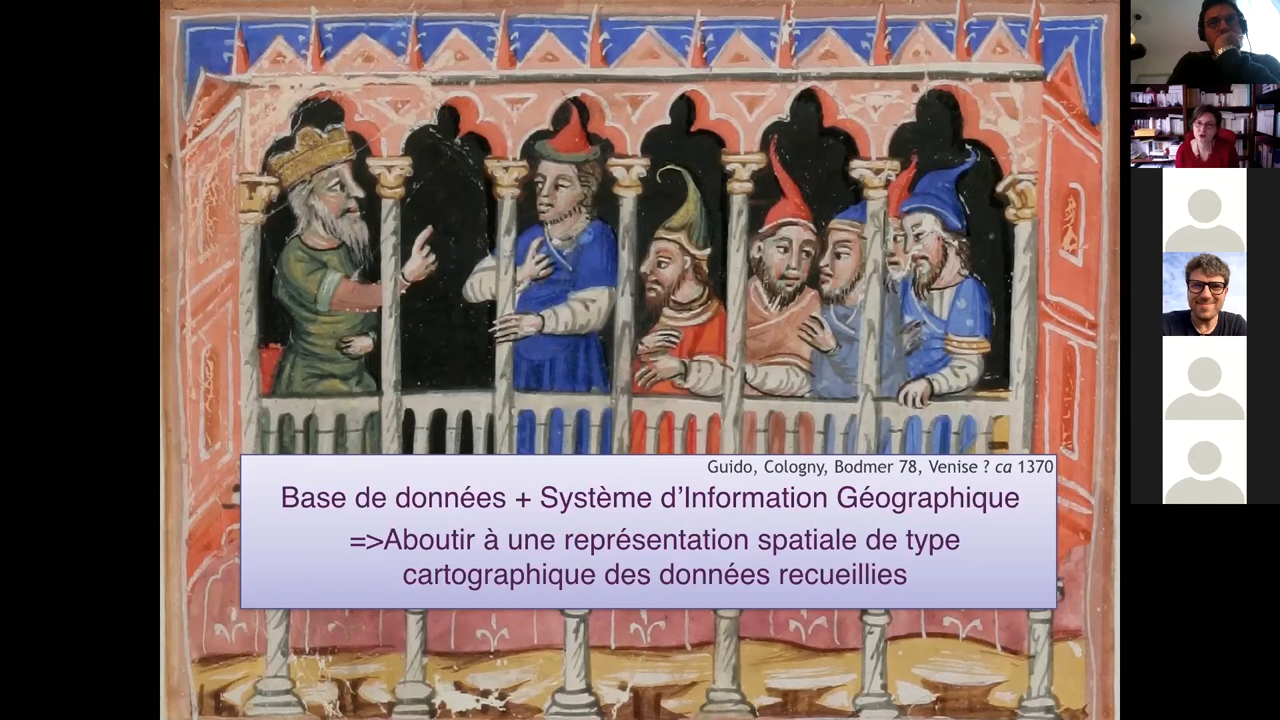 Guido, Cologny, Bodmer 78, Venise ? ca 1370
Base de données + Système d’Information Géographique
=>Aboutir à une représentation spatiale de type
cartographique des données recueillies